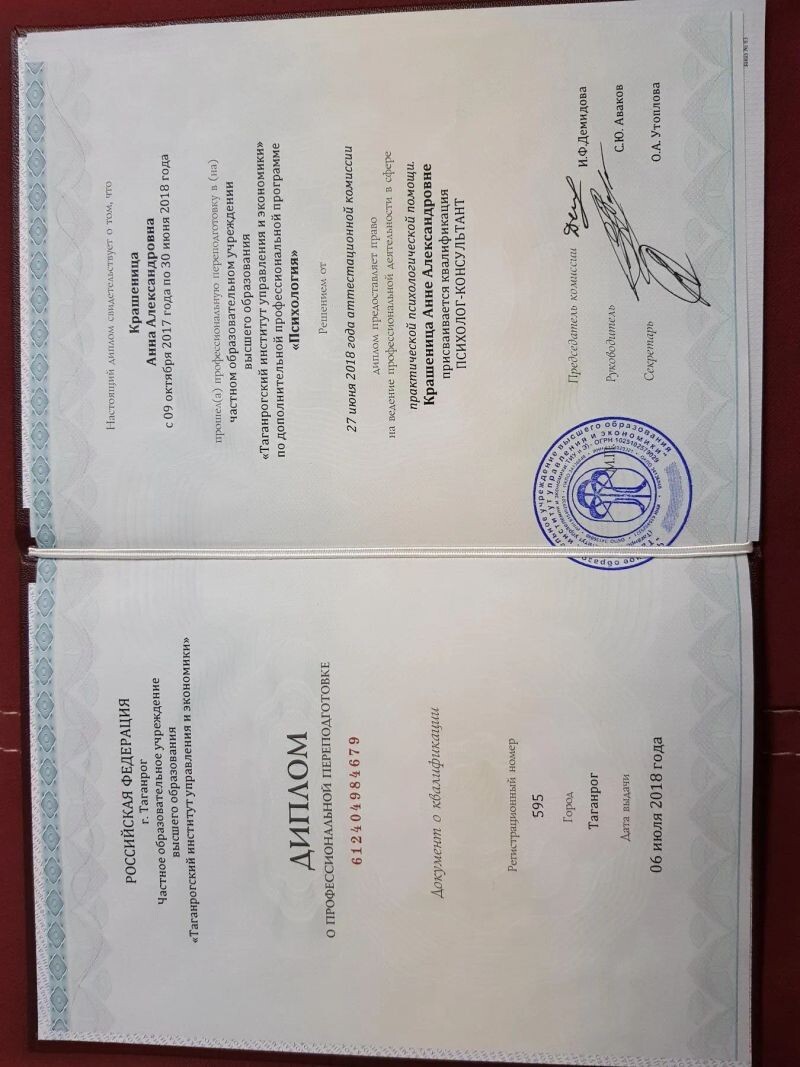 РОССИЙСКАЯ ФЕДЕРАЦИЯ
г. Таганрог
Частное образовательное учреждение
высшего образования
«Таганрогский институт управления и экономики»
ДИПЛОМ
О ПРОФЕССИОНАЛЬНОЙ ПЕРЕПОДГОТОВКЕ
612404984679
Документ о квалификации
Регистрационный номер
595
Город
Таганрог
Дата выдачи
06 июля 2018 года
Настоящий диплом свидетельствует о том, что
Крашеница
Анна Александровна
с 09 октября 2017 года по 30 июня 2018 года
прошел(а) профессиональную переподготовку в (на)
частном образовательном учреждении
высшего образования
«Таганрогский институт управления и экономики»
по дополнительной профессиональной программе
«Психология»
Решением от
27 июня 2018 года аттестационной комиссии
диплом предоставляет право
на ведение профессиональной деятельности в сфере
практической психологической помощи.
Крашеница Анне Александровне
присваивается квалификация
ПСИХОЛОГ-КОНСУЛЬТАНТ
Председатель комиссии И.Ф.Демидова
Руководитель С.Ю. Аваков
Секретарь О.А. Утоплова
М.П.